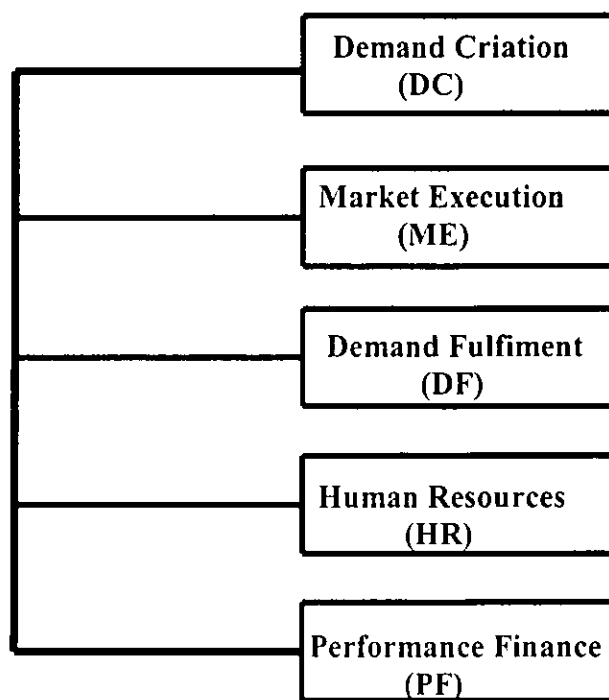 Demand Criation
(DC)
Market Execution
(ME)
Demand Fulfiment
(DF)
Human Resources
(HR)
Performance Finance
(PF)